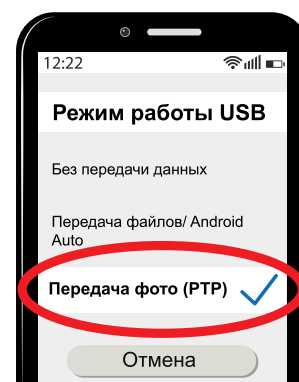 12:22
Режим работы USB
Без передачи данных
Передача файлов/ Android
Auto
Передача фото (PTP)
Отмена